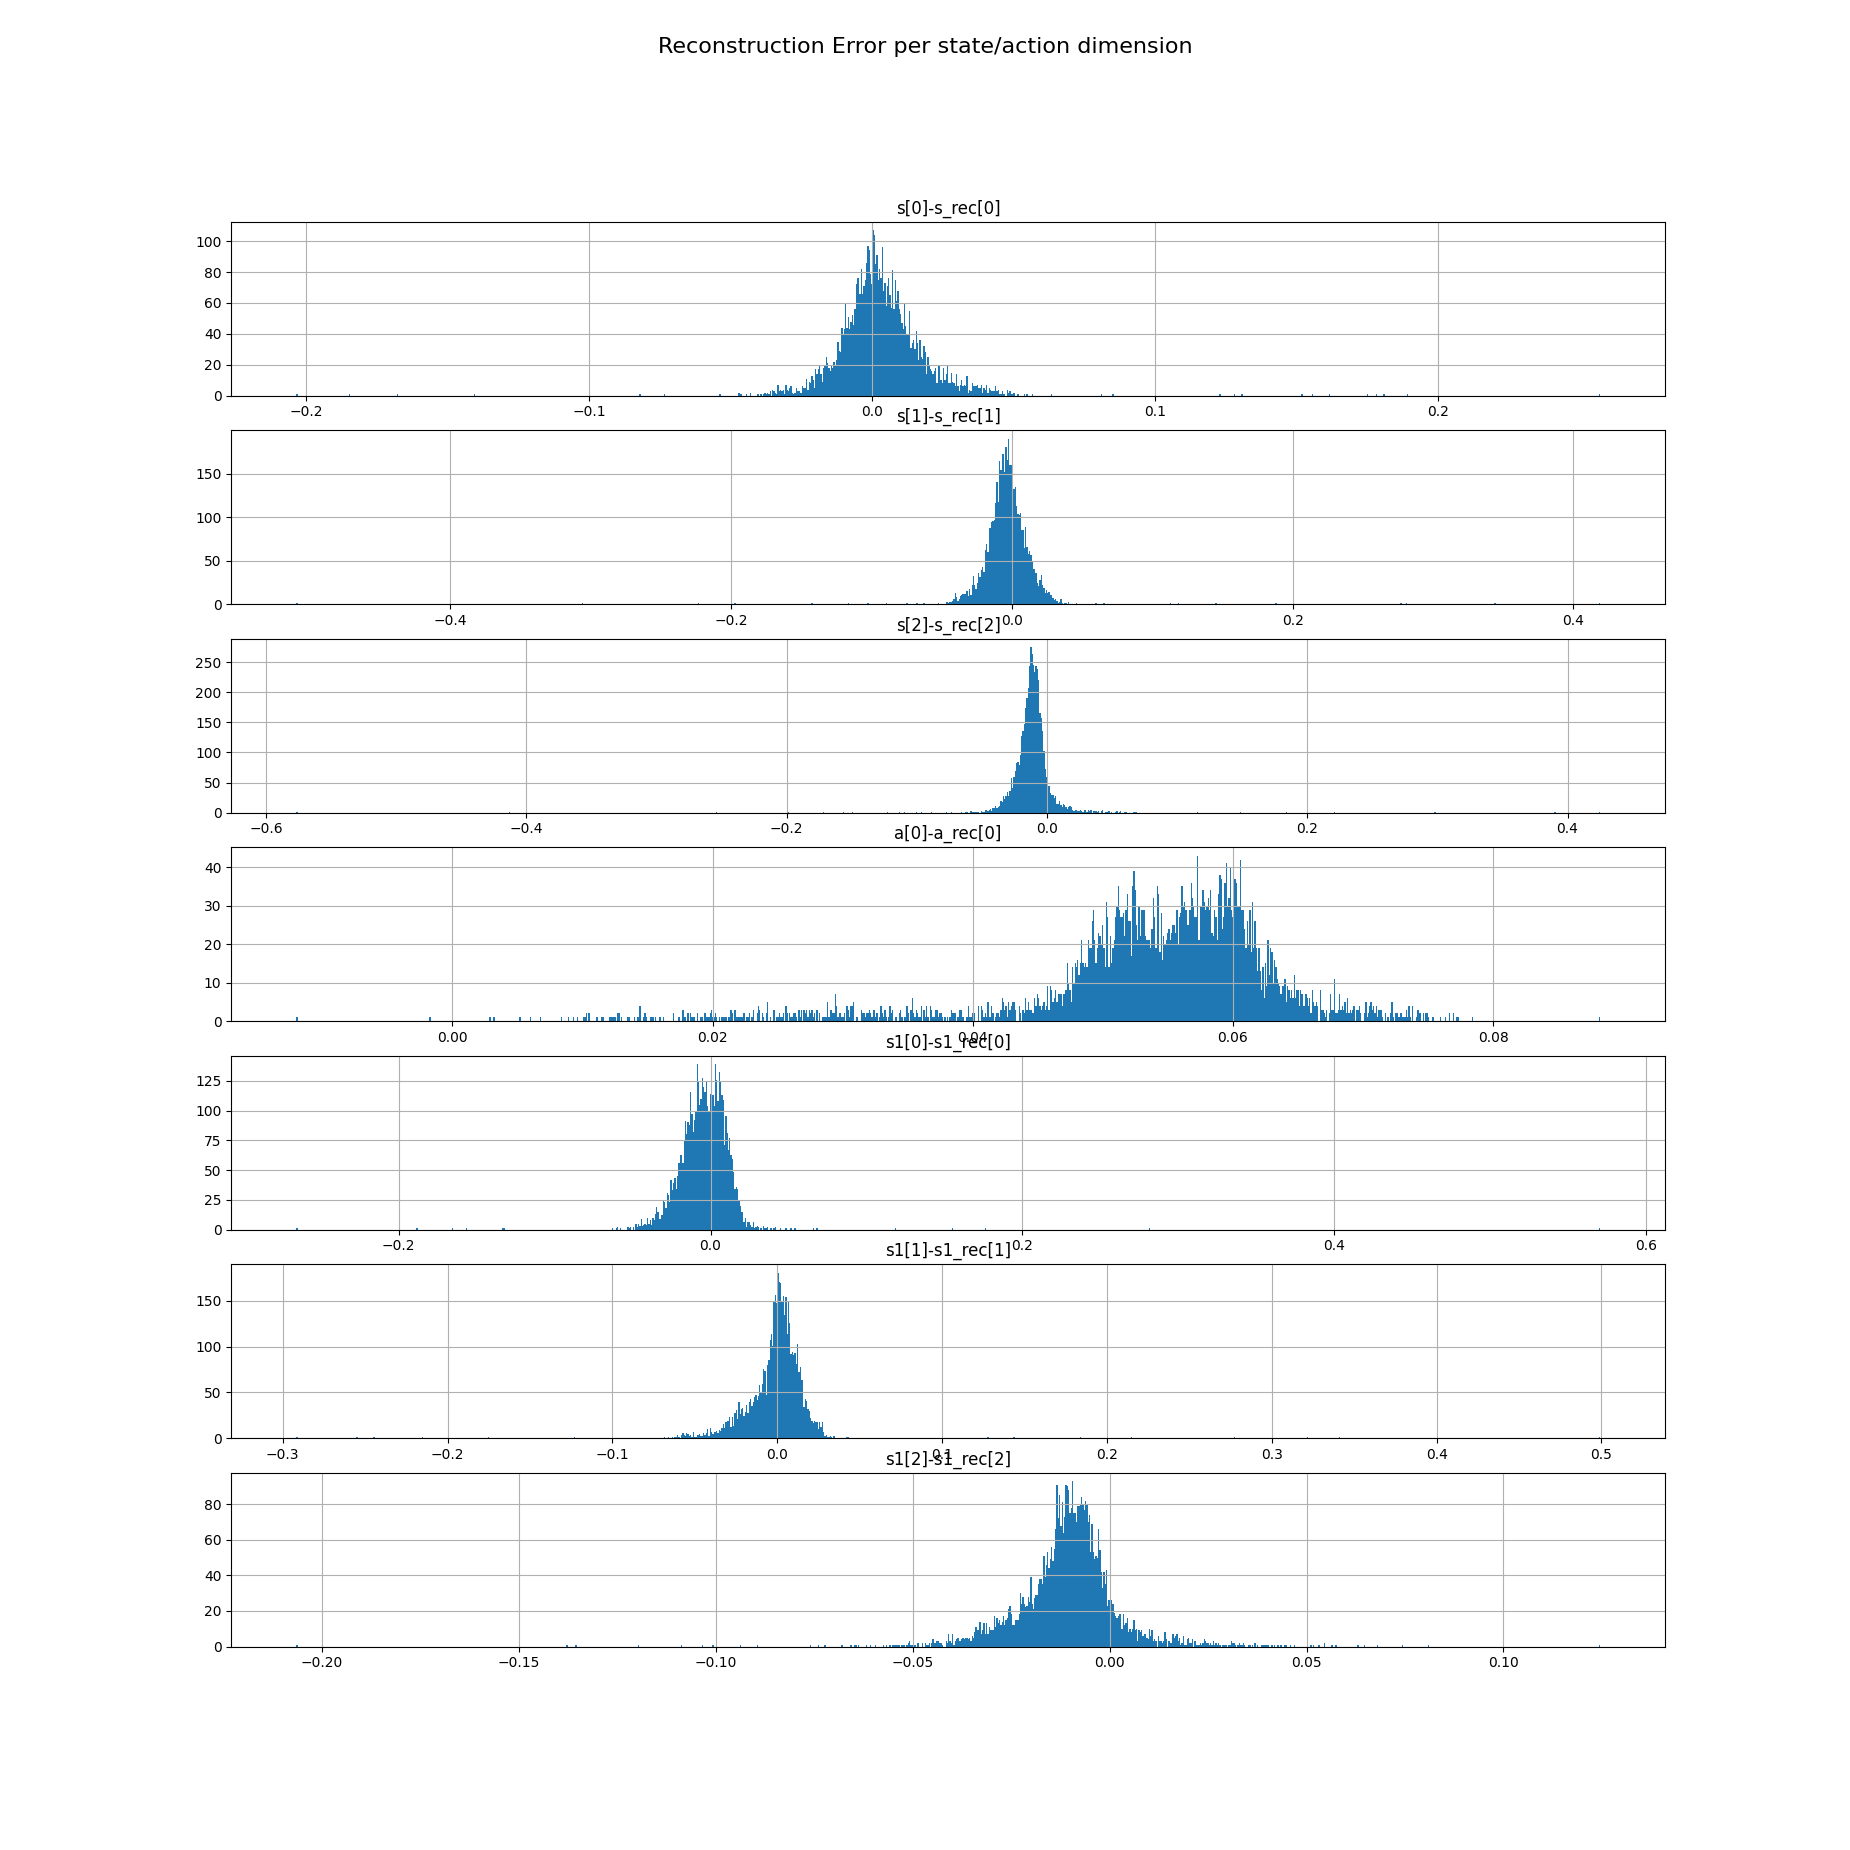 Reconstruction Error per state/action dimension
s[0]-s_rec[0]
100
80
60
40
20
0
−0.2 −0.1 0.0 0.1 0.2
s[1]-s_rec[1]
150
100
50
0
−0.4 −0.2 0.0 0.2 0.4
s[2]-s_rec[2]
250
200
150
100
50
0
−0.6 −0.4 −0.2 0.0 0.2 0.4
a[0]-a_rec[0]
40
30
20
10
0
0.00 0.02 0.04 0.06 0.08
s1[0]-s1_rec[0]
125
100
75
50
25
0
−0.2 0.0 0.2 0.4 0.6
s1[1]-s1_rec[1]
150
100
50
0
−0.3 −0.2 −0.1 0.0 0.1 0.2 0.3 0.4 0.5
s1[2]-s1_rec[2]
80
60
40
20
0
−0.20 −0.15 −0.10 −0.05 0.00 0.05 0.10